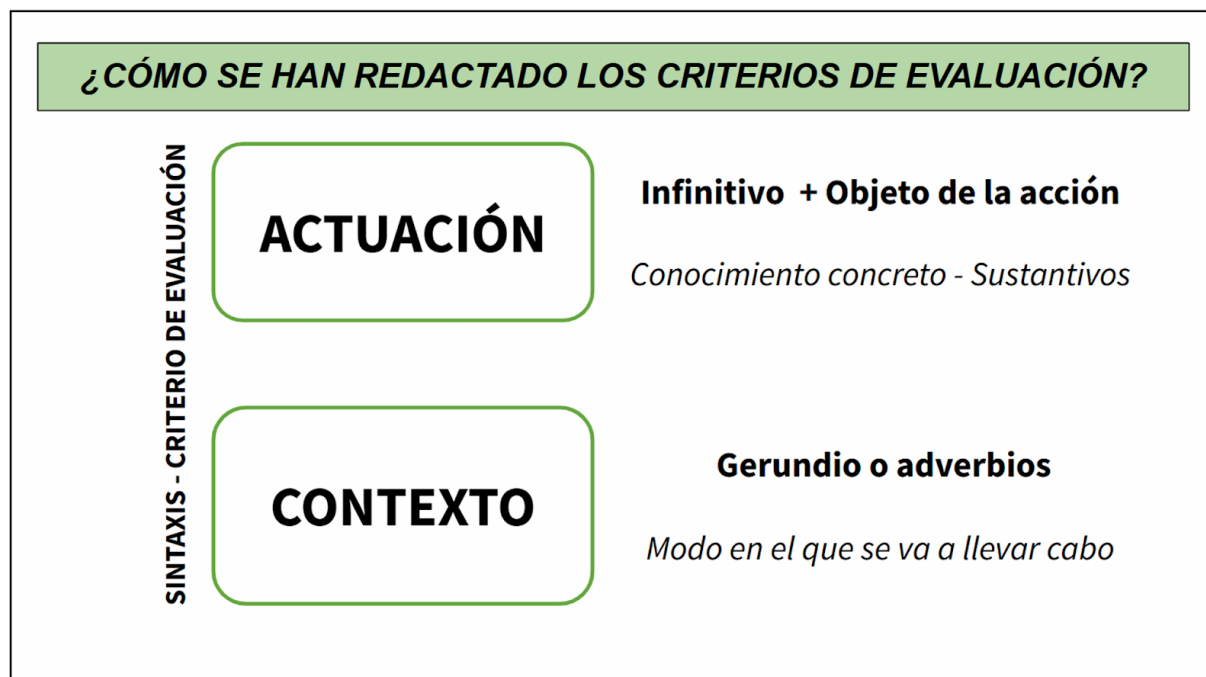 ¿CÓMO SE HAN REDACTADO LOS CRITERIOS DE EVALUACIÓN?
SINTAXIS - CRITERIO DE EVALUACIÓN
ACTUACIÓN
Infinitivo + Objeto de la acción
Conocimiento concreto - Sustantivos
CONTEXTO
Gerundio o adverbios
Modo en el que se va a llevar cabo